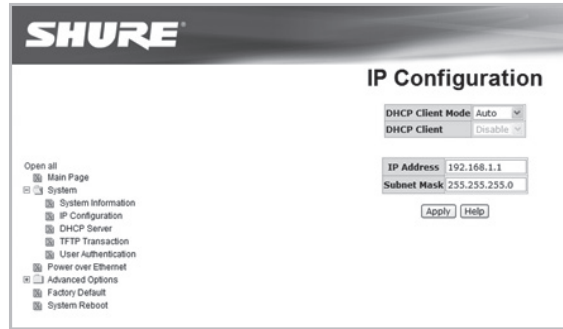 SHURE
IP Configuration
DHCP Client Mode Auto
DHCP Client Disable
IP Address 192.168.1.1
Subnet Mask 255.255.255.0
Apply Help
Open all
Main Page
System
System Information
IP Configuration
DHCP Server
TFTP Transaction
User Authentication
Power over Ethernet
Advanced Options
Factory Default
System Reboot